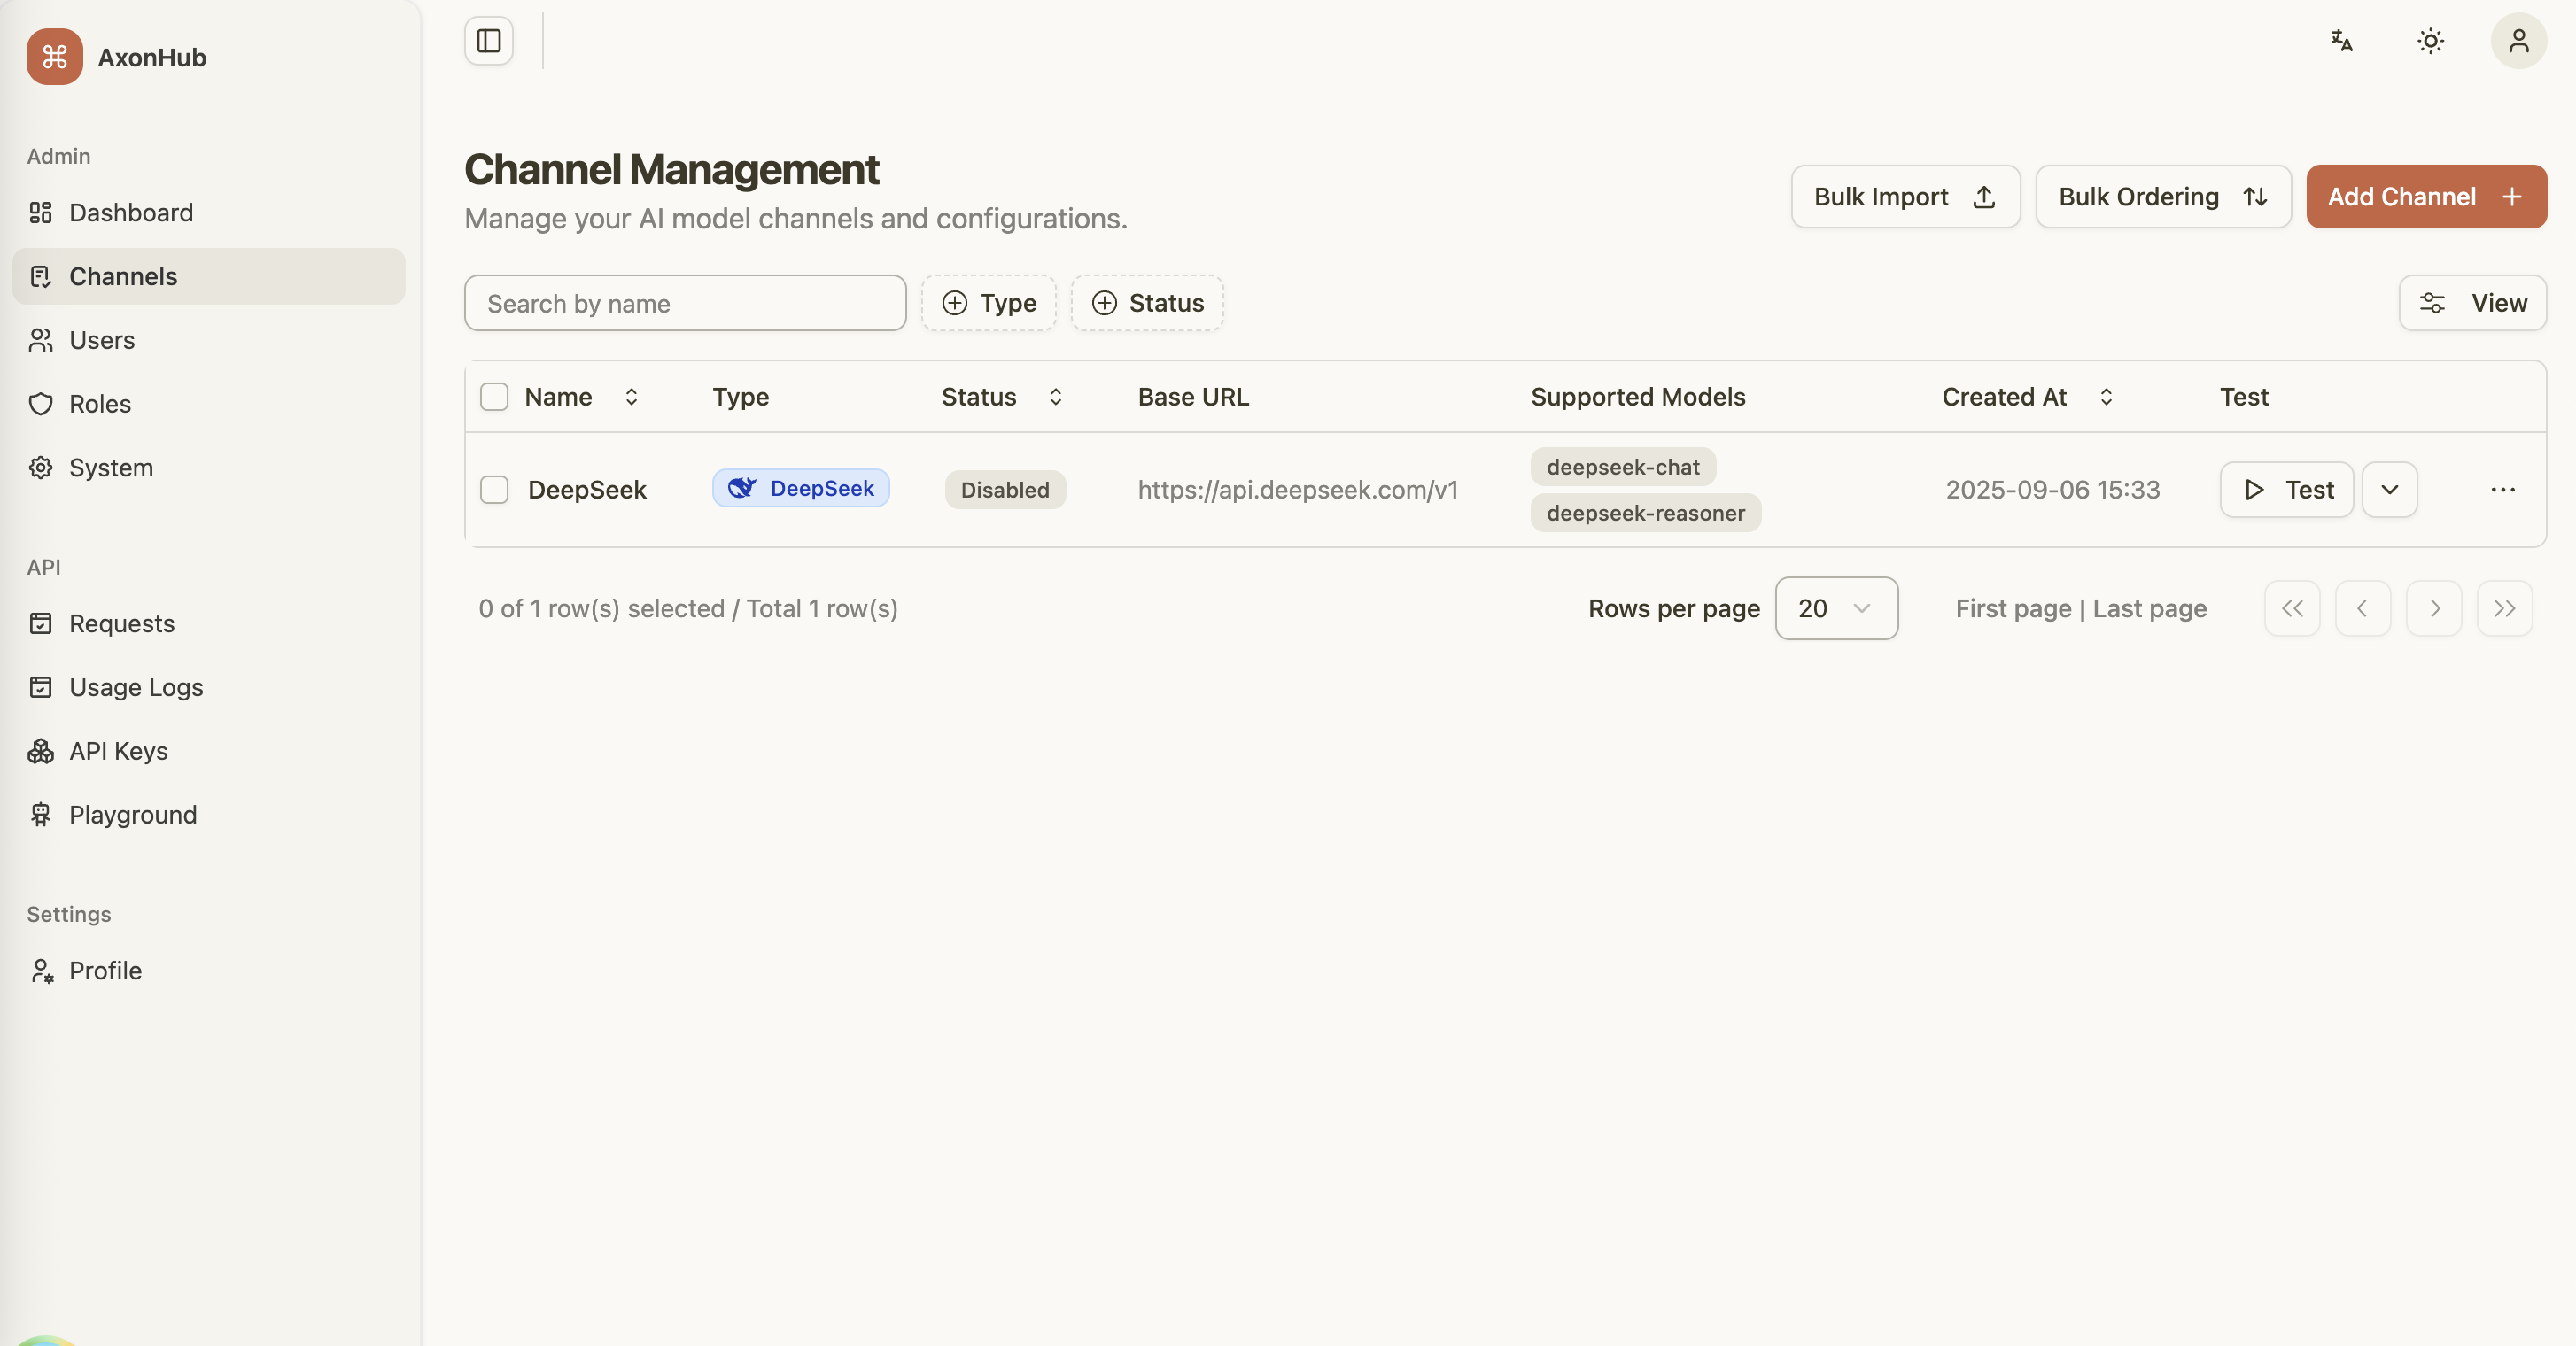 AxonHub
Admin
Dashboard
Channels
Users
Roles
System
API
Requests
Usage Logs
API Keys
Playground
Settings
Profile
Channel Management
Manage your AI model channels and configurations.
Bulk Import
Bulk Ordering
Add Channel
Search by name
Type
Status
View
Name Type Status Base URL Supported Models Created At Test
DeepSeek DeepSeek Disabled https://api.deepseek.com/v1 deepseek-chat 2025-09-06 15:33 Test
deepseek-reasoner
0 of 1 row(s) selected / Total 1 row(s)
Rows per page 20 First page | Last page